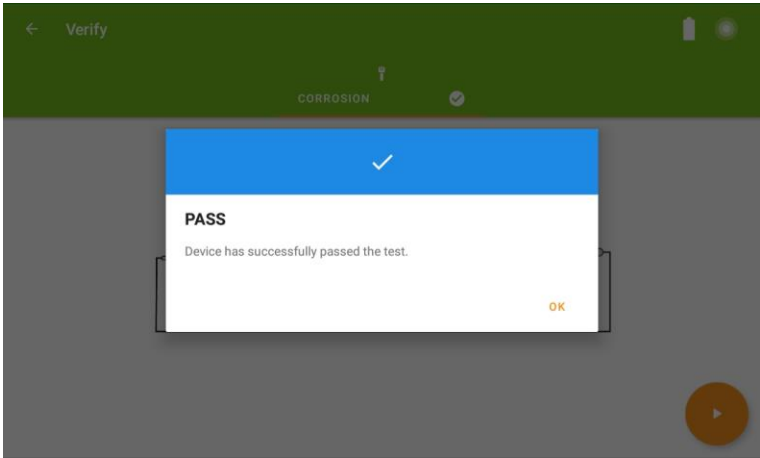 Verify
CORROSION
PASS
Device has successfully passed the test.
OK